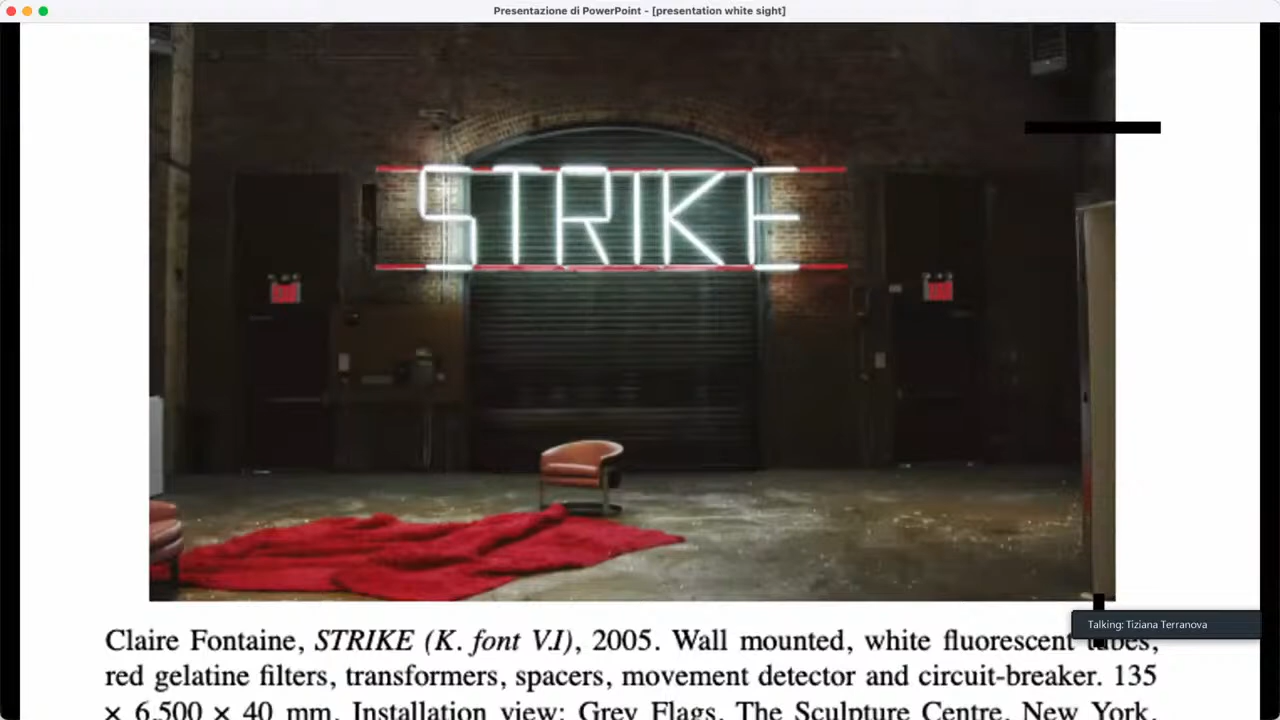 Presentazione di PowerPoint - [presentation white sight]
STRIKE
Talking: Tiziana Terranova
Claire Fontaine, STRIKE (K. font V.I), 2005. Wall mounted, white fluorescent tubes,
red gelatine filters, transformers, spacers, movement detector and circuit-breaker. 135
× 6,500 × 40 mm. Installation view: Grey Flags, The Sculpture Centre, New York,